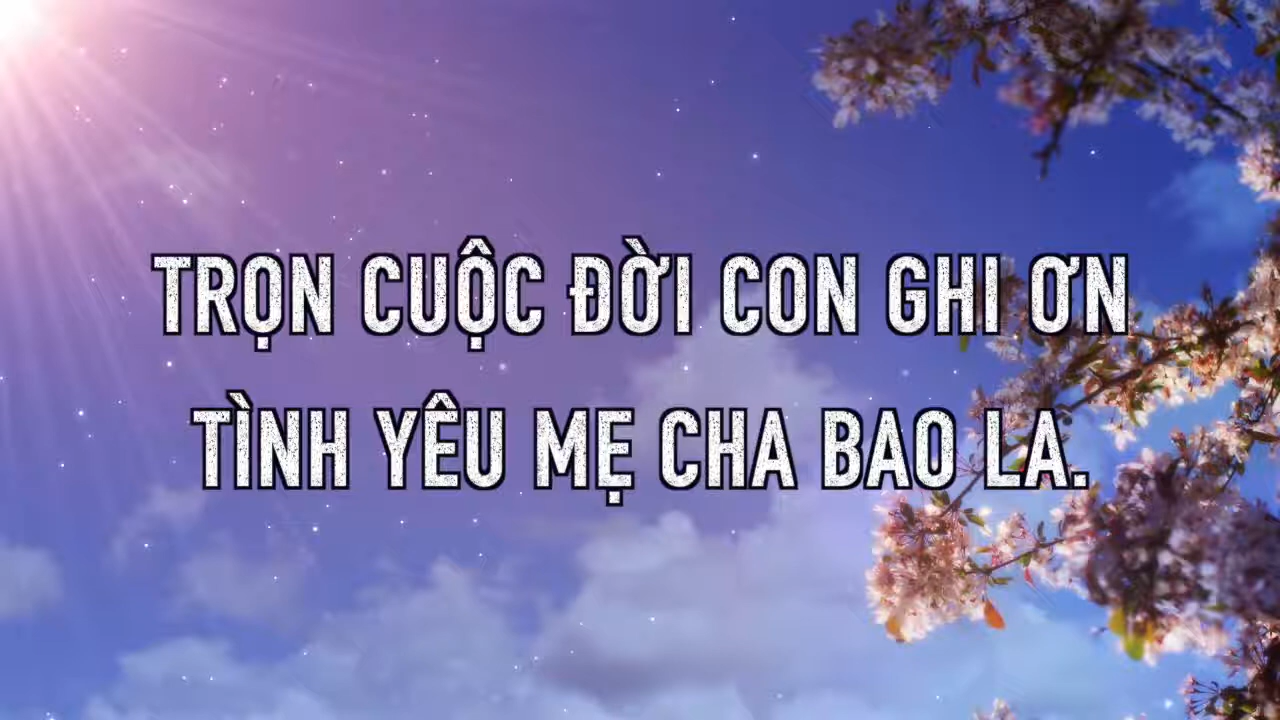 TRỌN CUỘC ĐỜI CON GHI ƠN
TÌNH YÊU MẸ CHA BAO LA.